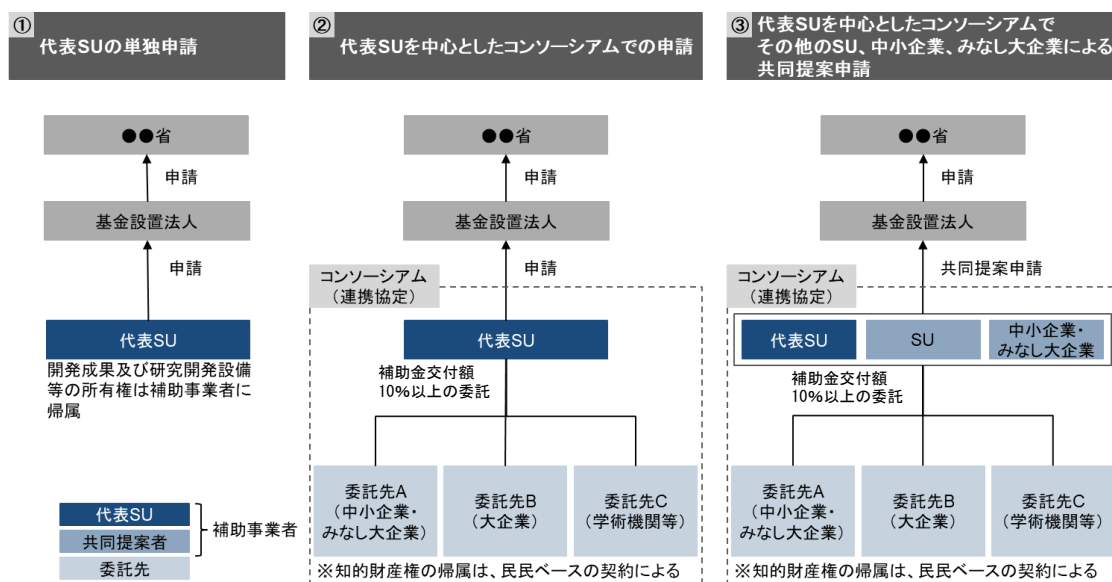 ①
代表SUの単独申請
●●省
申請
基金設置法人
申請
代表SU
開発成果及び研究開発設備
等の所有権は補助事業者に
帰属
代表SU
共同提案者
補助事業者
委託先
②
代表SUを中心としたコンソーシアムでの申請
●●省
申請
基金設置法人
申請
コンソーシアム
（連携協定）
代表SU
補助金交付額
10%以上の委託
委託先A
（中小企業・
みなし大企業）
委託先B
（大企業）
委託先C
（学術機関等）
※知的財産権の帰属は、民民ベースの契約による
③
代表SUを中心としたコンソーシアムで
その他のSU、中小企業、みなし大企業による
共同提案申請
●●省
申請
基金設置法人
共同提案申請
コンソーシアム
（連携協定）
代表SU
SU
中小企業・
みなし大企業
補助金交付額
10%以上の委託
委託先A
（中小企業・
みなし大企業）
委託先B
（大企業）
委託先C
（学術機関等）
※知的財産権の帰属は、民民ベースの契約による